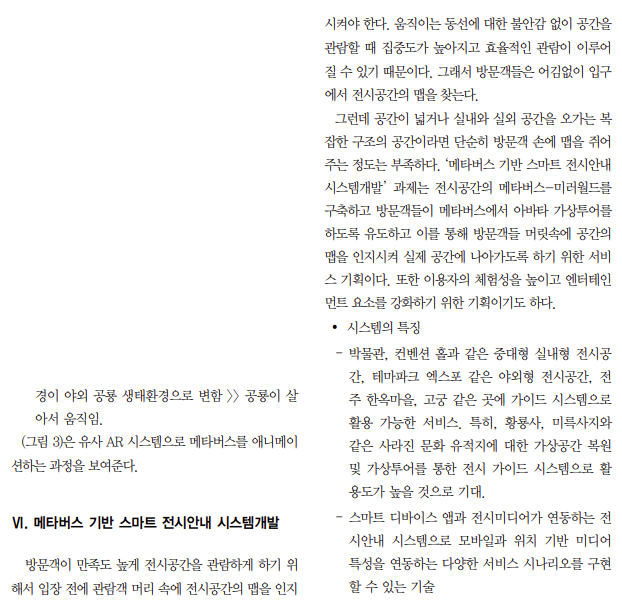 경이 야외 공룡 생태환경으로 변함 〉〉 공룡이 살
아서 움직임.
(그림 3)은 유사 AR 시스템으로 메타버스를 애니메이
션하는 과정을 보여준다.
Ⅵ. 메타버스 기반 스마트 전시안내 시스템개발
방문객이 만족도 높게 전시공간을 관람하게 하기 위
해서 입장 전에 관람객 머리 속에 전시공간의 맵을 인지
시켜야 한다. 움직이는 동선에 대한 불안감 없이 공간을
관람할 때 집중도가 높아지고 효율적인 관람이 이루어
질 수 있기 때문이다. 그래서 방문객들은 어김없이 입구
에서 전시공간의 맵을 찾는다.
그런데 공간이 넓거나 실내와 실외 공간을 오가는 복
잡한 구조의 공간이라면 단순히 방문객 손에 맵을 쥐어
주는 정도는 부족하다. ‘메타버스 기반 스마트 전시안내
시스템개발’ 과제는 전시공간의 메타버스-미러월드를
구축하고 방문객들이 메타버스에서 아바타 가상투어를
하도록 유도하고 이를 통해 방문객들 머릿속에 공간의
맵을 인지시켜 실제 공간에 나아가도록 하기 위한 서비
스 기획이다. 또한 이용자의 체험성을 높이고 엔터테인
먼트 요소를 강화하기 위한 기획이기도 하다.
• 시스템의 특징
- 박물관, 컨벤션 홀과 같은 중대형 실내형 전시공
간, 테마파크 엑스포 같은 야외형 전시공간, 전
주 한옥마을, 고궁 같은 곳에 가이드 시스템으로
활용 가능한 서비스. 특히, 황룡사, 미륵사지와
같은 사라진 문화 유적지에 대한 가상공간 복원
및 가상투어를 통한 전시 가이드 시스템으로 활
용도가 높을 것으로 기대.
- 스마트 디바이스 앱과 전시미디어가 연동하는 전
시안내 시스템으로 모바일과 위치 기반 미디어
특성을 연동하는 다양한 서비스 시나리오를 구현
할 수 있는 기술